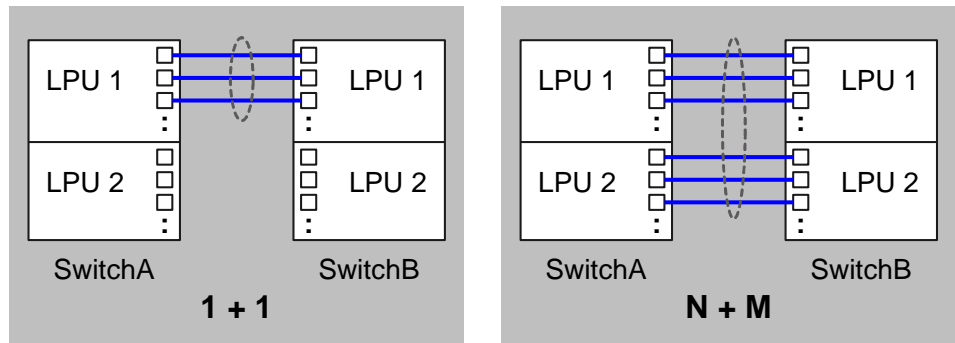 LPU 1
LPU 1
:
:
LPU 2
LPU 2
:
:
SwitchA
SwitchB
1 + 1
LPU 1
LPU 1
:
:
LPU 2
LPU 2
:
:
SwitchA
SwitchB
N + M